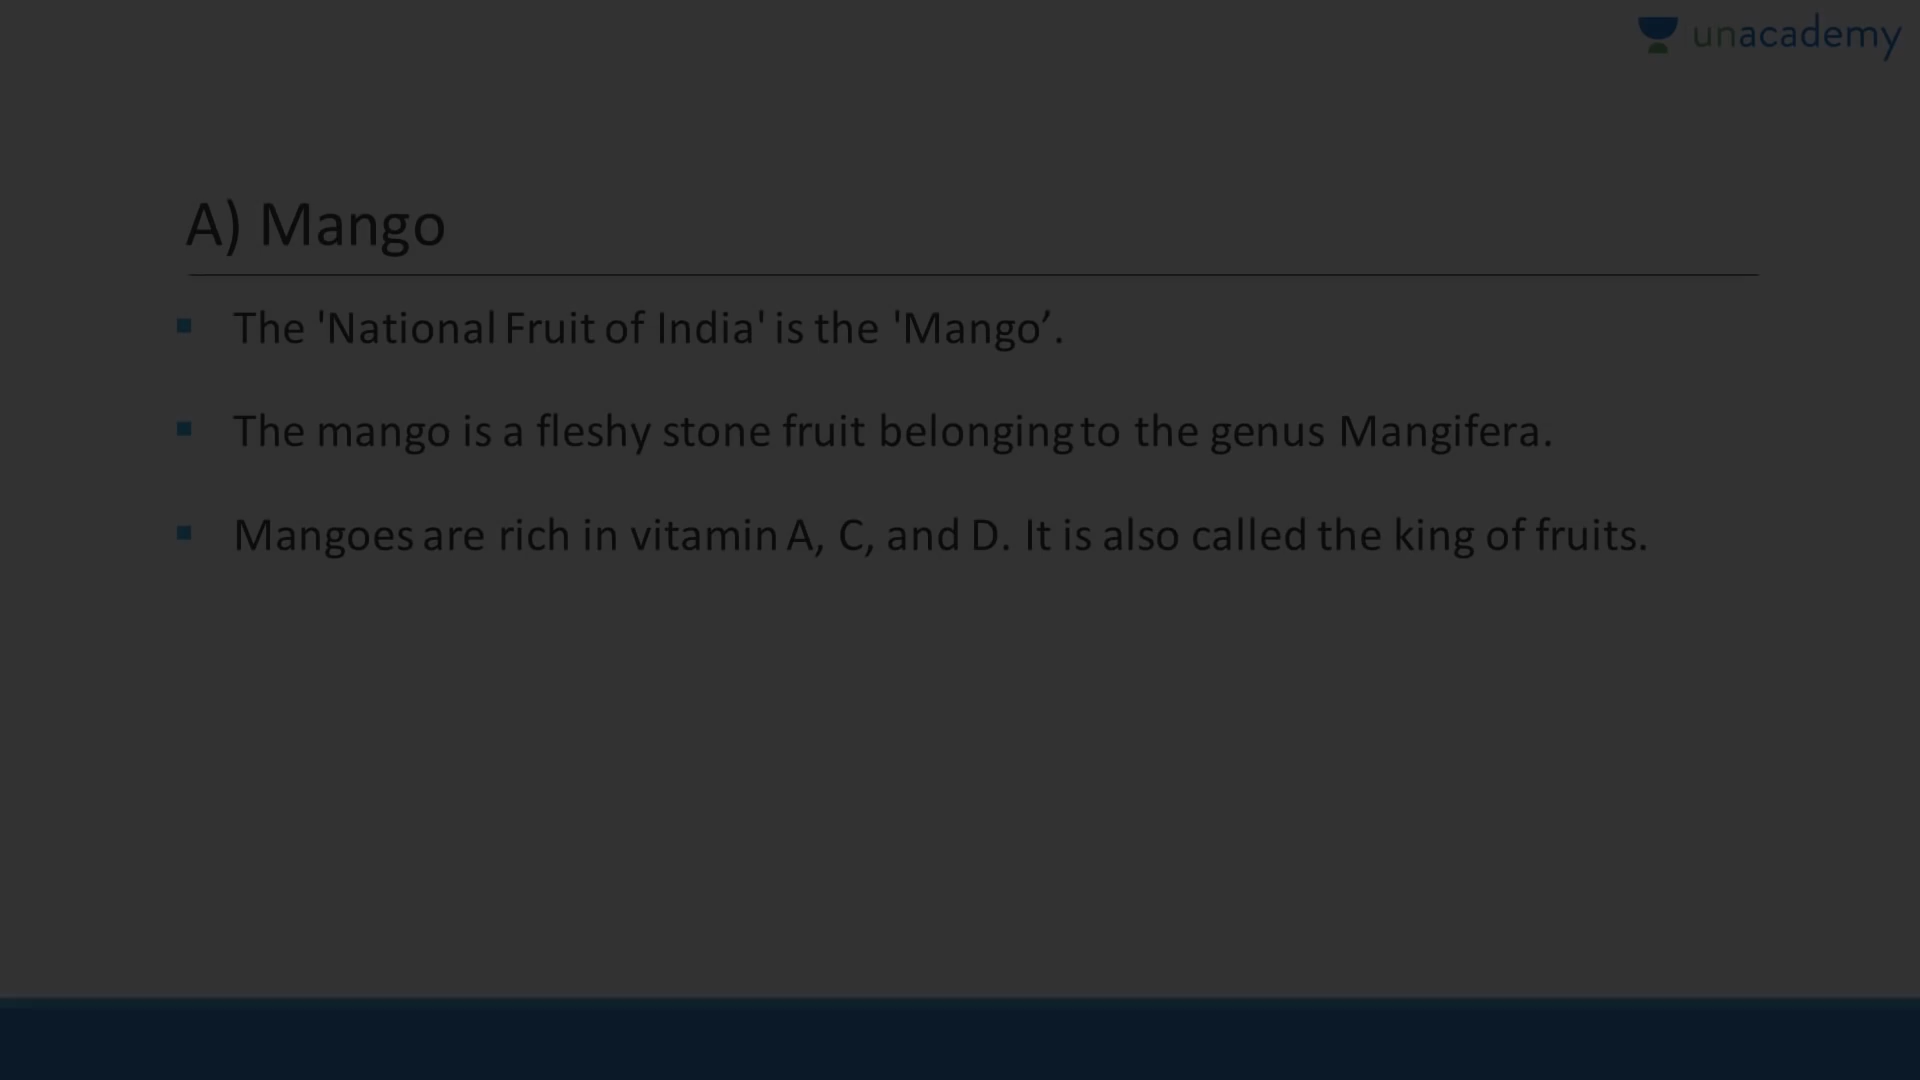 unacademy
A) Mango
The 'National Fruit of India' is the 'Mango’.
The mango is a fleshy stone fruit belonging to the genus Mangifera.
Mangoes are rich in vitamin A, C, and D. It is also called the king of fruits.